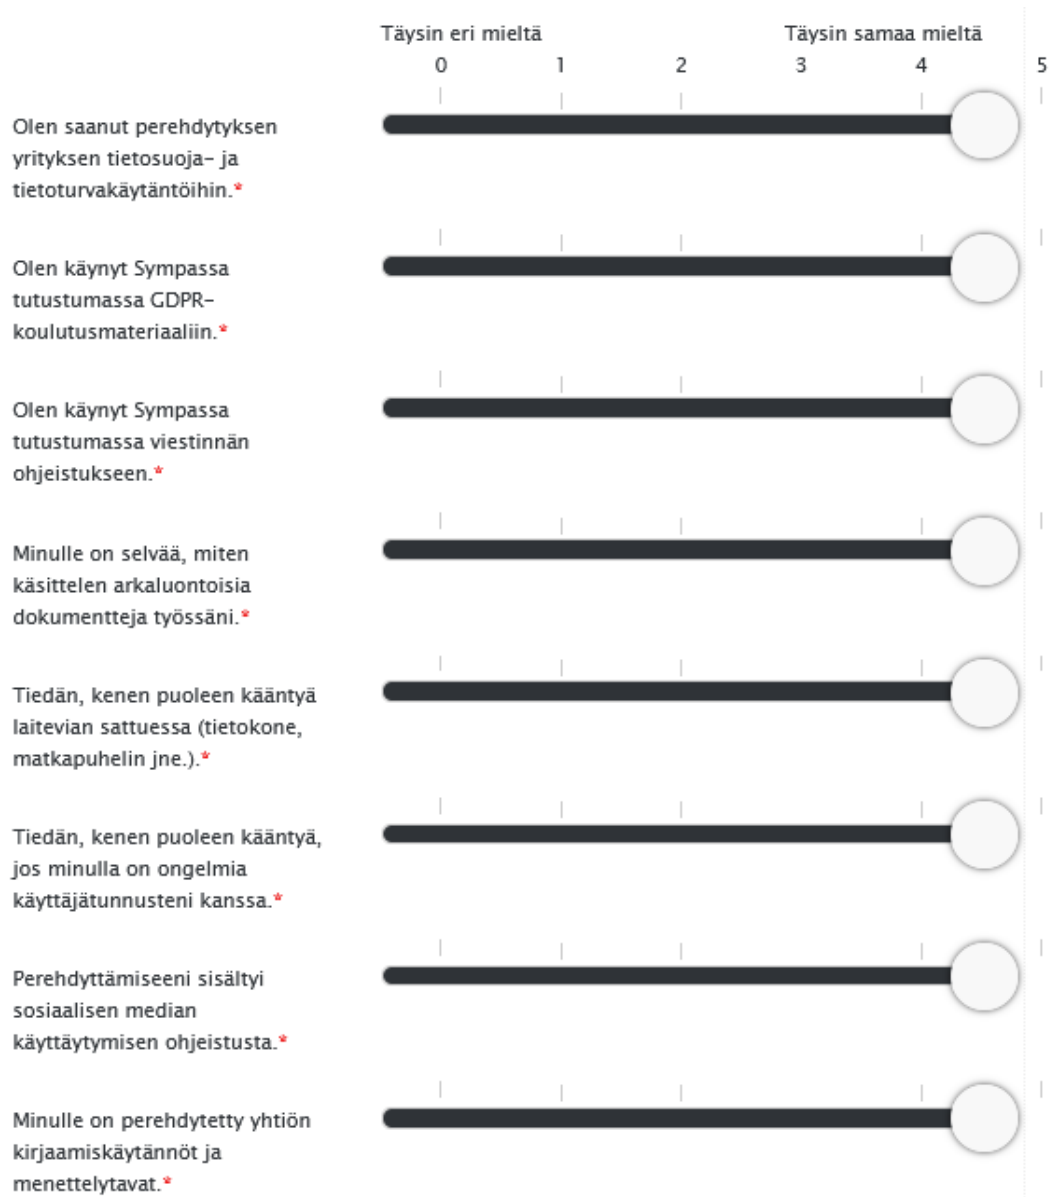 Täysin eri mieltä Täysin samaa mieltä
0 1 2 3 4 5
Olen saanut perehdytyksen
yrityksen tietosuoja- ja
tietoturvakäytäntöihin.*
Olen käynyt Sympassa
tutustumassa GDPR-
koulutusmateriaaliin.*
Olen käynyt Sympassa
tutustumassa viestinnän
ohjeistukseen.*
Minulle on selvää, miten
käsittelen arkaluontoisia
dokumentteja työssäni.*
Tiedän, kenen puoleen kääntyä
laitevian sattuessa (tietokone,
matkapuhelin jne.).*
Tiedän, kenen puoleen kääntyä,
jos minulla on ongelmia
käyttäjätunnusteni kanssa.*
Perehdyttämiseeni sisältyi
sosiaalisen median
käyttäytymisen ohjeistusta.*
Minulle on perehdytetty yhtiön
kirjaamiskäytännöt ja
menettelytavat.*